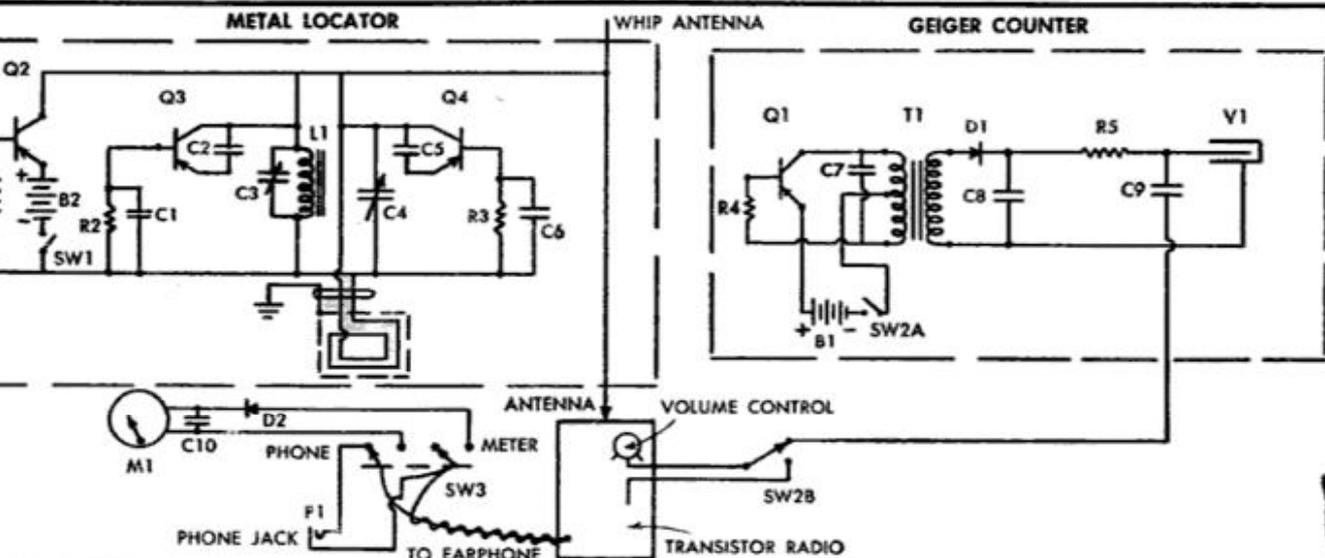 METAL LOCATOR
WHIP ANTENNA
GEIGER COUNTER
Q2
Q3
Q4
Q1
T1
D1
R5
V1
L1
C2
C5
C7
C3
C8
C9
+
B2
-
R2
C1
C4
R3
C6
R4
SW1
+
B1
-
SW2A
ANTENNA
VOLUME CONTROL
D2
C10
M1
PHONE
METER
SW3
SW2B
P1
PHONE JACK
TO EARPHONE
TRANSISTOR RADIO